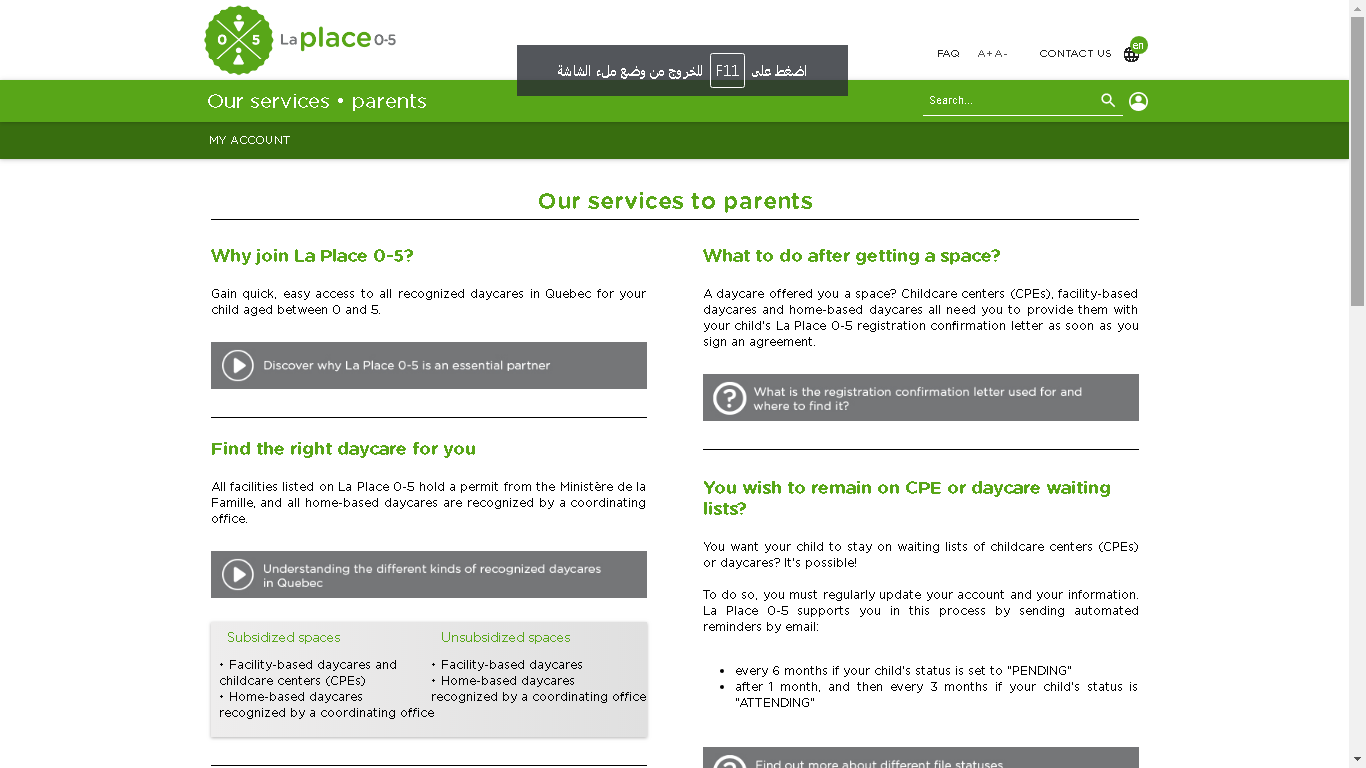 0 5
La place 0-5
اضغط على F11 للخروج من وضع ملء الشاشة
FAQ A+ A- CONTACT US en
Our services • parents
Search...
MY ACCOUNT
Our services to parents
Why join La Place 0-5?
Gain quick, easy access to all recognized daycares in Quebec for your
child aged between 0 and 5.
Discover why La Place 0-5 is an essential partner
Find the right daycare for you
All facilities listed on La Place 0-5 hold a permit from the Ministère de la
Famille, and all home-based daycares are recognized by a coordinating
office.
Understanding the different kinds of recognized daycares
in Quebec
Subsidized spaces
• Facility-based daycares and
childcare centers (CPEs)
• Home-based daycares
recognized by a coordinating office
Unsubsidized spaces
• Facility-based daycares
• Home-based daycares
recognized by a coordinating office
What to do after getting a space?
A daycare offered you a space? Childcare centers (CPEs), facility-based
daycares and home-based daycares all need you to provide them with
your child's La Place 0-5 registration confirmation letter as soon as you
sign an agreement.
What is the registration confirmation letter used for and
where to find it?
You wish to remain on CPE or daycare waiting
lists?
You want your child to stay on waiting lists of childcare centers (CPEs)
or daycares? It's possible!
To do so, you must regularly update your account and your information.
La Place 0-5 supports you in this process by sending automated
reminders by email:
• every 6 months if your child's status is set to "PENDING"
• after 1 month, and then every 3 months if your child's status is
"ATTENDING"
Find out more about different file statuses